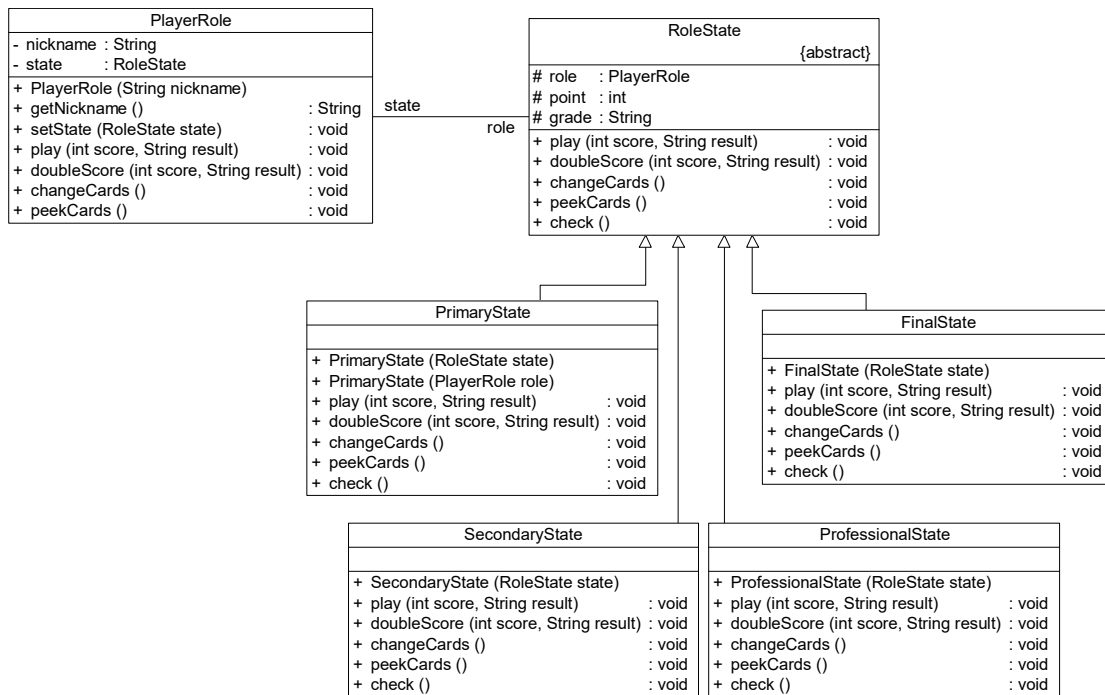 PlayerRole
- nickname : String
- state : RoleState
+ PlayerRole (String nickname)
+ getNickname () : String
+ setState (RoleState state) : void
+ play (int score, String result) : void
+ doubleScore (int score, String result) : void
+ changeCards () : void
+ peekCards () : void
state
role
RoleState
{abstract}
# role : PlayerRole
# point : int
# grade : String
+ play (int score, String result) : void
+ doubleScore (int score, String result) : void
+ changeCards () : void
+ peekCards () : void
+ check () : void
PrimaryState
+ PrimaryState (RoleState state)
+ PrimaryState (PlayerRole role)
+ play (int score, String result) : void
+ doubleScore (int score, String result) : void
+ changeCards () : void
+ peekCards () : void
+ check () : void
FinalState
+ FinalState (RoleState state)
+ play (int score, String result) : void
+ doubleScore (int score, String result) : void
+ changeCards () : void
+ peekCards () : void
+ check () : void
SecondaryState
+ SecondaryState (RoleState state)
+ play (int score, String result) : void
+ doubleScore (int score, String result) : void
+ changeCards () : void
+ peekCards () : void
+ check () : void
ProfessionalState
+ ProfessionalState (RoleState state)
+ play (int score, String result) : void
+ doubleScore (int score, String result) : void
+ changeCards () : void
+ peekCards () : void
+ check () : void